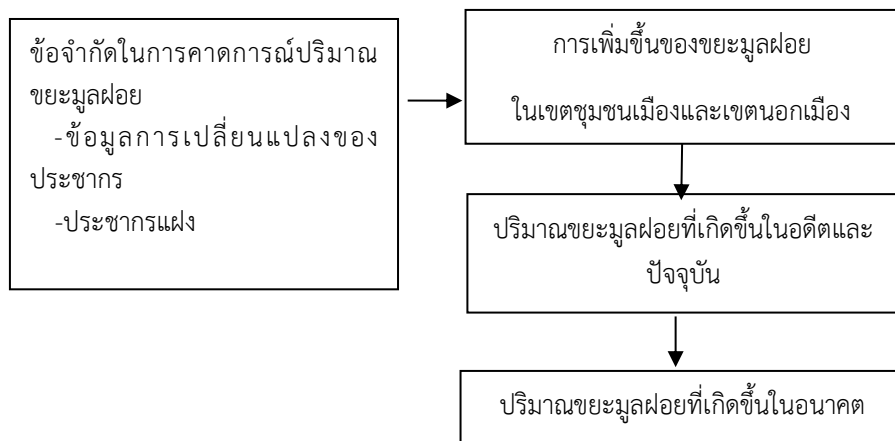 ข้อจำกัดในการคาดการณ์ปริมาณ
ขยะมูลฝอย
-ข้อมูลการเปลี่ยนแปลงของ
ประชากร
-ประชากรแฝง
การเพิ่มขึ้นของขยะมูลฝอย
ในเขตชุมชนเมืองและเขตนอกเมือง
ปริมาณขยะมูลฝอยที่เกิดขึ้นในอดีตและ
ปัจจุบัน
ปริมาณขยะมูลฝอยที่เกิดขึ้นในอนาคต